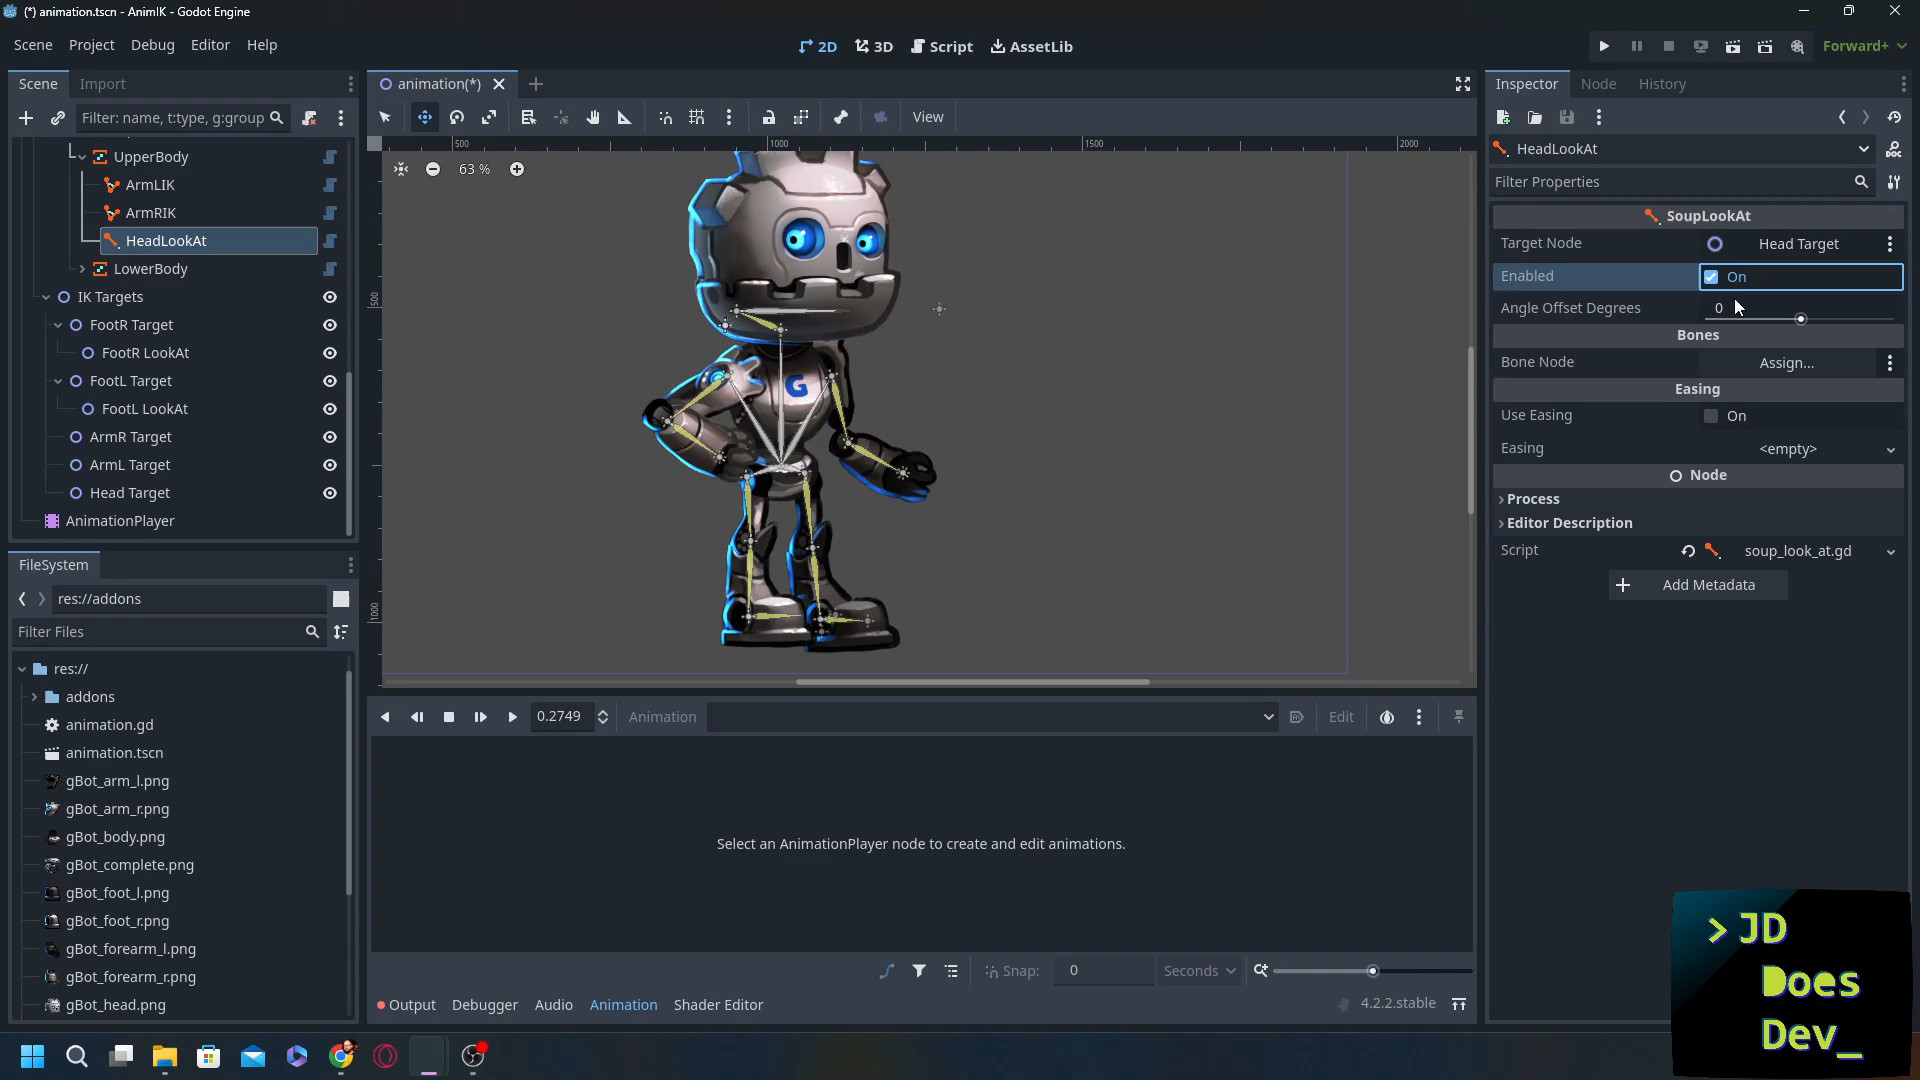 (*) animation.tscn - AnimIK - Godot Engine
Scene Project Debug Editor Help
2D 3D Script AssetLib
Forward+
Scene Import
Filter: name, t:type, g:group
UpperBody
ArmLIK
ArmRIK
HeadLookAt
LowerBody
IK Targets
FootR Target
FootR LookAt
FootL Target
FootL LookAt
ArmR Target
ArmL Target
Head Target
AnimationPlayer
FileSystem
res://addons
Filter Files
res://
addons
animation.gd
animation.tscn
gBot_arm_l.png
gBot_arm_r.png
gBot_body.png
gBot_complete.png
gBot_foot_l.png
gBot_foot_r.png
gBot_forearm_l.png
gBot_forearm_r.png
gBot_head.png
animation(*)
View
500 1000 1500 2000
63 %
500
1000
G
0.2749 Animation Edit
Select an AnimationPlayer node to create and edit animations.
Snap: 0 Seconds
Output Debugger Audio Animation Shader Editor 4.2.2.stable
Inspector Node History
HeadLookAt
DOC
Filter Properties
SoupLookAt
Target Node Head Target
Enabled On
Angle Offset Degrees 0
Bones
Bone Node Assign...
Easing
Use Easing On
Easing <empty>
Node
Process
Editor Description
Script soup_look_at.gd
Add Metadata
>JD
Does
Dev_